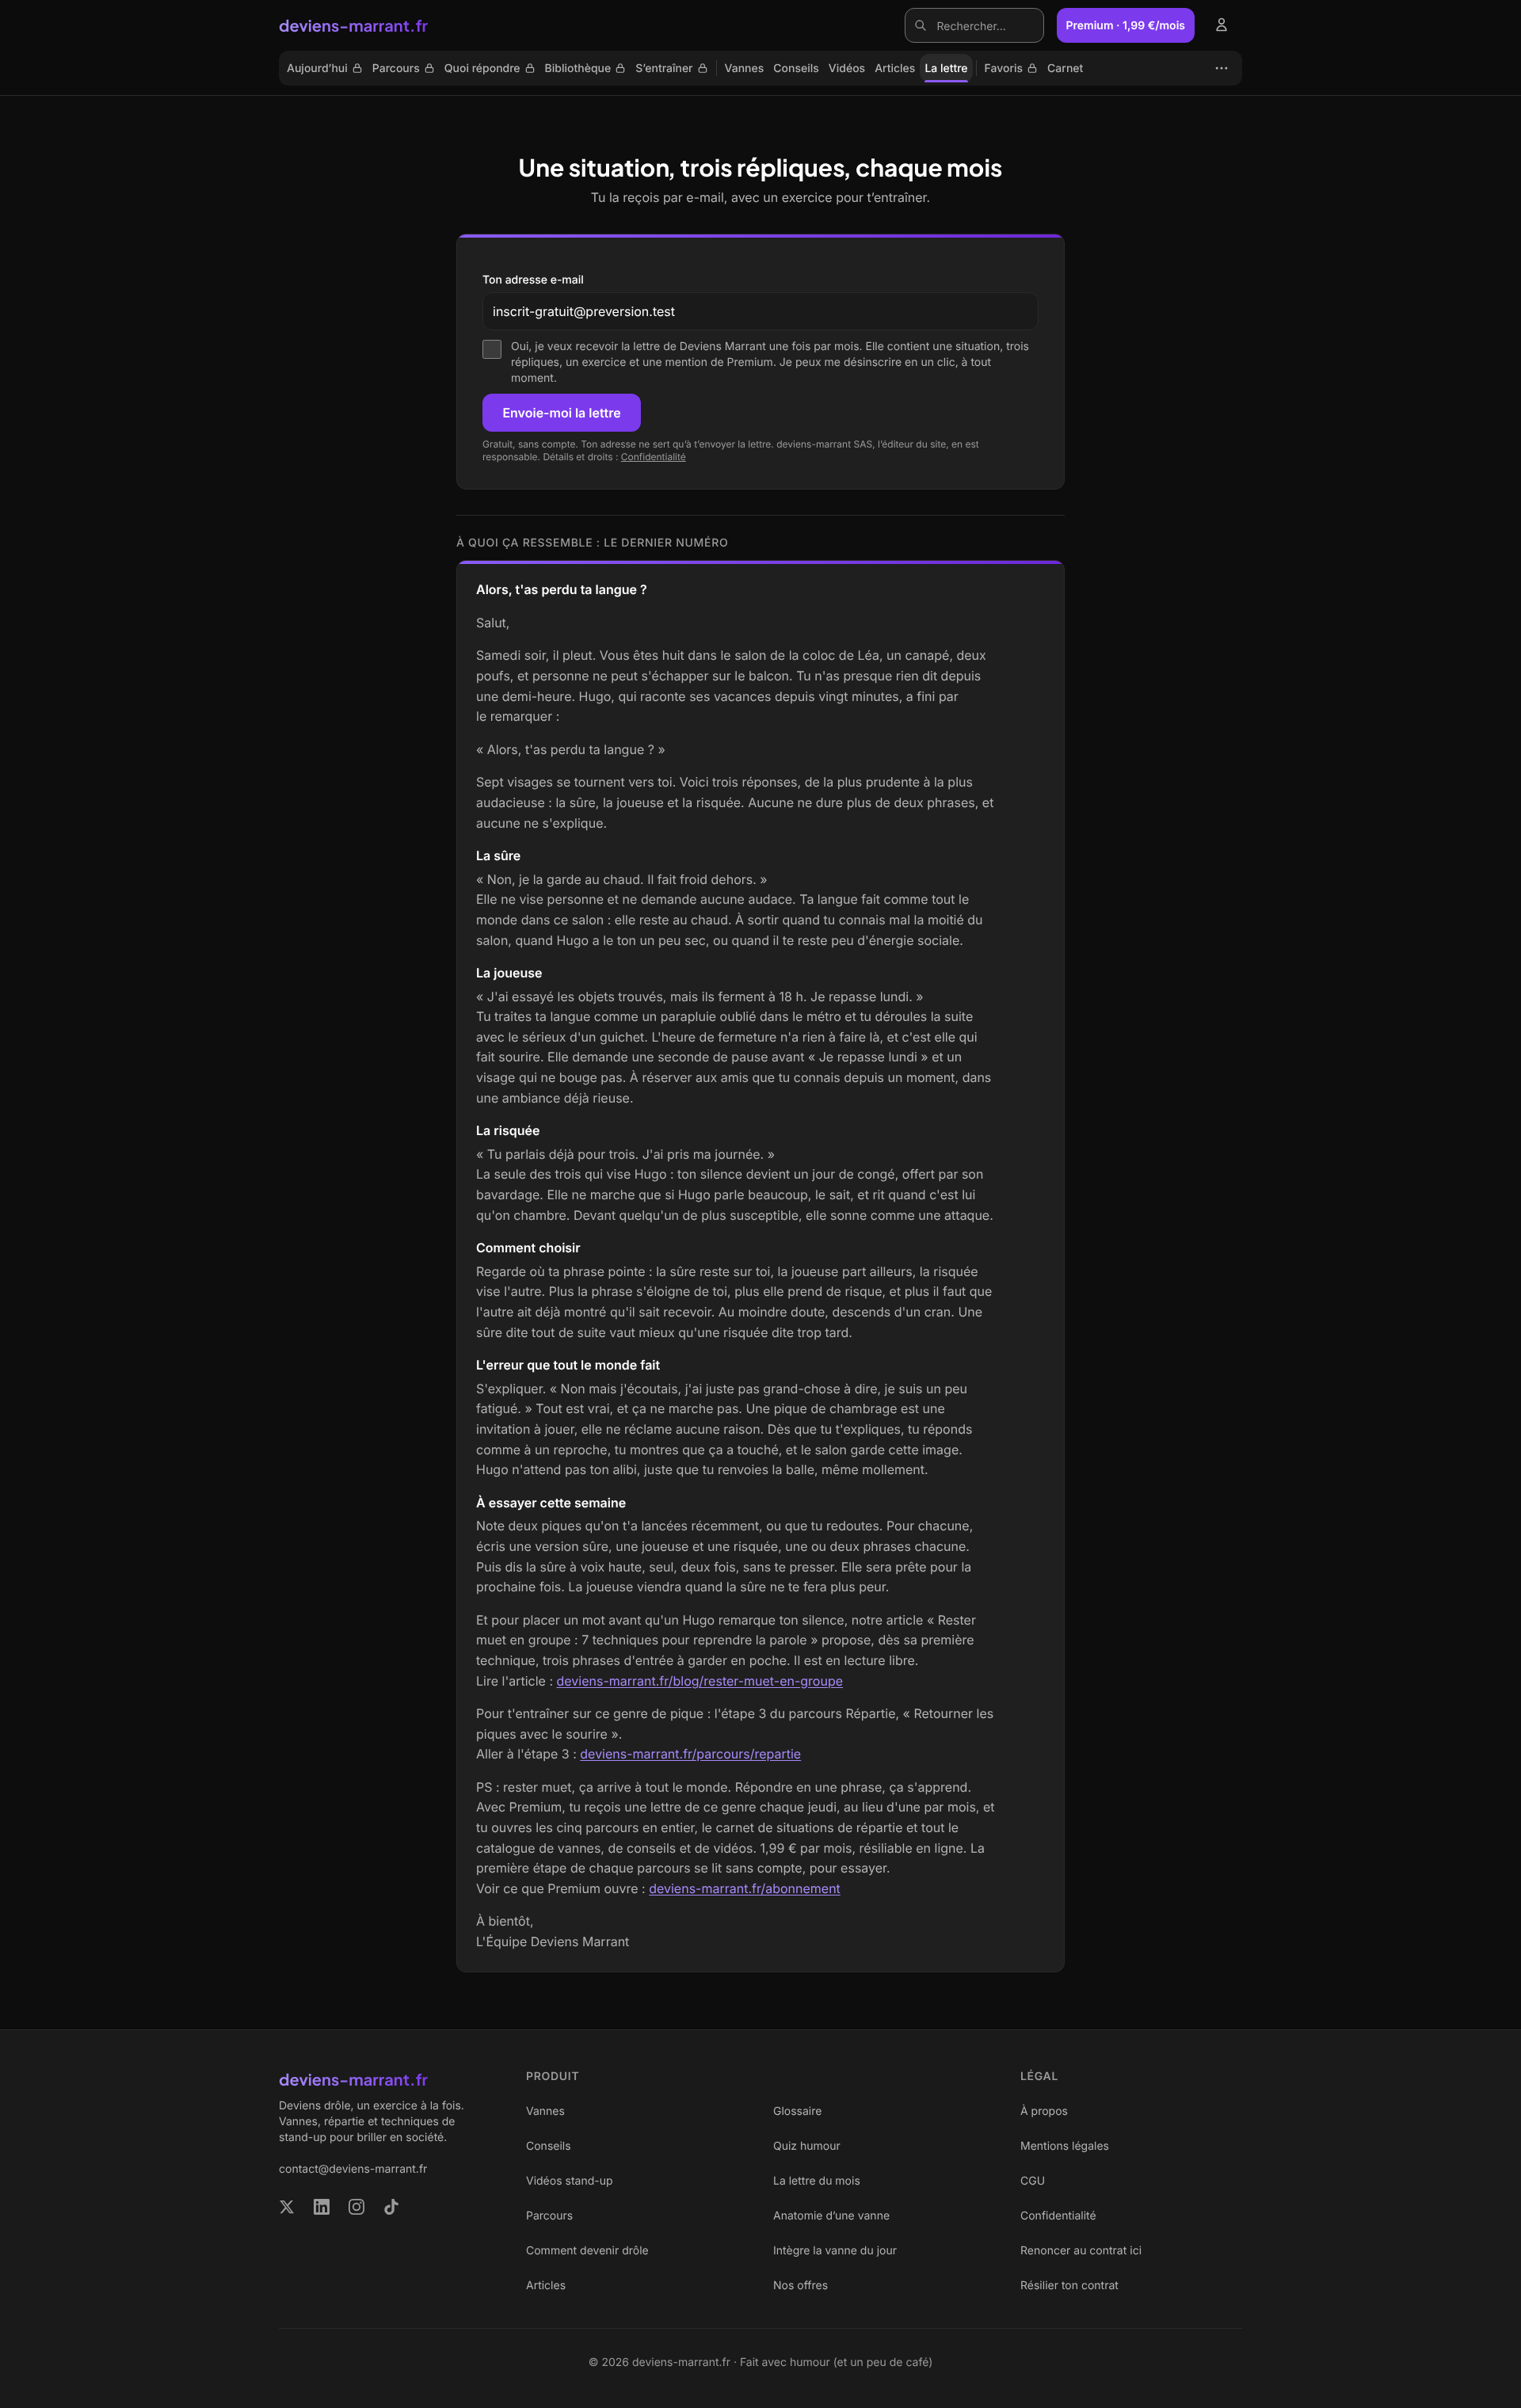 deviens-marrant.fr
Rechercher...
Premium · 1,99 €/mois
Aujourd’hui
Parcours
Quoi répondre
Bibliothèque
S’entraîner
Vannes
Conseils
Vidéos
Articles
La lettre
Favoris
Carnet
Une situation, trois répliques, chaque mois
Tu la reçois par e-mail, avec un exercice pour t’entraîner.
Ton adresse e-mail
inscrit-gratuit@preversion.test
Oui, je veux recevoir la lettre de Deviens Marrant une fois par mois. Elle contient une situation, trois
répliques, un exercice et une mention de Premium. Je peux me désinscrire en un clic, à tout
moment.
Envoie-moi la lettre
Gratuit, sans compte. Ton adresse ne sert qu’à t’envoyer la lettre. deviens-marrant SAS, l’éditeur du site, en est
responsable. Détails et droits : Confidentialité
À QUOI ÇA RESSEMBLE : LE DERNIER NUMÉRO
Alors, t'as perdu ta langue ?
Salut,
Samedi soir, il pleut. Vous êtes huit dans le salon de la coloc de Léa, un canapé, deux
poufs, et personne ne peut s'échapper sur le balcon. Tu n'as presque rien dit depuis
une demi-heure. Hugo, qui raconte ses vacances depuis vingt minutes, a fini par
le remarquer :
« Alors, t'as perdu ta langue ? »
Sept visages se tournent vers toi. Voici trois réponses, de la plus prudente à la plus
audacieuse : la sûre, la joueuse et la risquée. Aucune ne dure plus de deux phrases, et
aucune ne s'explique.
La sûre
« Non, je la garde au chaud. Il fait froid dehors. »
Elle ne vise personne et ne demande aucune audace. Ta langue fait comme tout le
monde dans ce salon : elle reste au chaud. À sortir quand tu connais mal la moitié du
salon, quand Hugo a le ton un peu sec, ou quand il te reste peu d'énergie sociale.
La joueuse
« J'ai essayé les objets trouvés, mais ils ferment à 18 h. Je repasse lundi. »
Tu traites ta langue comme un parapluie oublié dans le métro et tu déroules la suite
avec le sérieux d'un guichet. L'heure de fermeture n'a rien à faire là, et c'est elle qui
fait sourire. Elle demande une seconde de pause avant « Je repasse lundi » et un
visage qui ne bouge pas. À réserver aux amis que tu connais depuis un moment, dans
une ambiance déjà rieuse.
La risquée
« Tu parlais déjà pour trois. J'ai pris ma journée. »
La seule des trois qui vise Hugo : ton silence devient un jour de congé, offert par son
bavardage. Elle ne marche que si Hugo parle beaucoup, le sait, et rit quand c'est lui
qu'on chambre. Devant quelqu'un de plus susceptible, elle sonne comme une attaque.
Comment choisir
Regarde où ta phrase pointe : la sûre reste sur toi, la joueuse part ailleurs, la risquée
vise l'autre. Plus la phrase s'éloigne de toi, plus elle prend de risque, et plus il faut que
l'autre ait déjà montré qu'il sait recevoir. Au moindre doute, descends d'un cran. Une
sûre dite tout de suite vaut mieux qu'une risquée dite trop tard.
L'erreur que tout le monde fait
S'expliquer. « Non mais j'écoutais, j'ai juste pas grand-chose à dire, je suis un peu
fatigué. » Tout est vrai, et ça ne marche pas. Une pique de chambrage est une
invitation à jouer, elle ne réclame aucune raison. Dès que tu t'expliques, tu réponds
comme à un reproche, tu montres que ça a touché, et le salon garde cette image.
Hugo n'attend pas ton alibi, juste que tu renvoies la balle, même mollement.
À essayer cette semaine
Note deux piques qu'on t'a lancées récemment, ou que tu redoutes. Pour chacune,
écris une version sûre, une joueuse et une risquée, une ou deux phrases chacune.
Puis dis la sûre à voix haute, seul, deux fois, sans te presser. Elle sera prête pour la
prochaine fois. La joueuse viendra quand la sûre ne te fera plus peur.
Et pour placer un mot avant qu'un Hugo remarque ton silence, notre article « Rester
muet en groupe : 7 techniques pour reprendre la parole » propose, dès sa première
technique, trois phrases d'entrée à garder en poche. Il est en lecture libre.
Lire l'article : deviens-marrant.fr/blog/rester-muet-en-groupe
Pour t'entraîner sur ce genre de pique : l'étape 3 du parcours Répartie, « Retourner les
piques avec le sourire ».
Aller à l'étape 3 : deviens-marrant.fr/parcours/repartie
PS : rester muet, ça arrive à tout le monde. Répondre en une phrase, ça s'apprend.
Avec Premium, tu reçois une lettre de ce genre chaque jeudi, au lieu d'une par mois, et
tu ouvres les cinq parcours en entier, le carnet de situations de répartie et tout le
catalogue de vannes, de conseils et de vidéos. 1,99 € par mois, résiliable en ligne. La
première étape de chaque parcours se lit sans compte, pour essayer.
Voir ce que Premium ouvre : deviens-marrant.fr/abonnement
À bientôt,
L'Équipe Deviens Marrant
deviens-marrant.fr
Deviens drôle, un exercice à la fois.
Vannes, répartie et techniques de
stand-up pour briller en société.
contact@deviens-marrant.fr
PRODUIT
Vannes
Conseils
Vidéos stand-up
Parcours
Comment devenir drôle
Articles
Glossaire
Quiz humour
La lettre du mois
Anatomie d’une vanne
Intègre la vanne du jour
Nos offres
LÉGAL
À propos
Mentions légales
CGU
Confidentialité
Renoncer au contrat ici
Résilier ton contrat
© 2026 deviens-marrant.fr · Fait avec humour (et un peu de café)